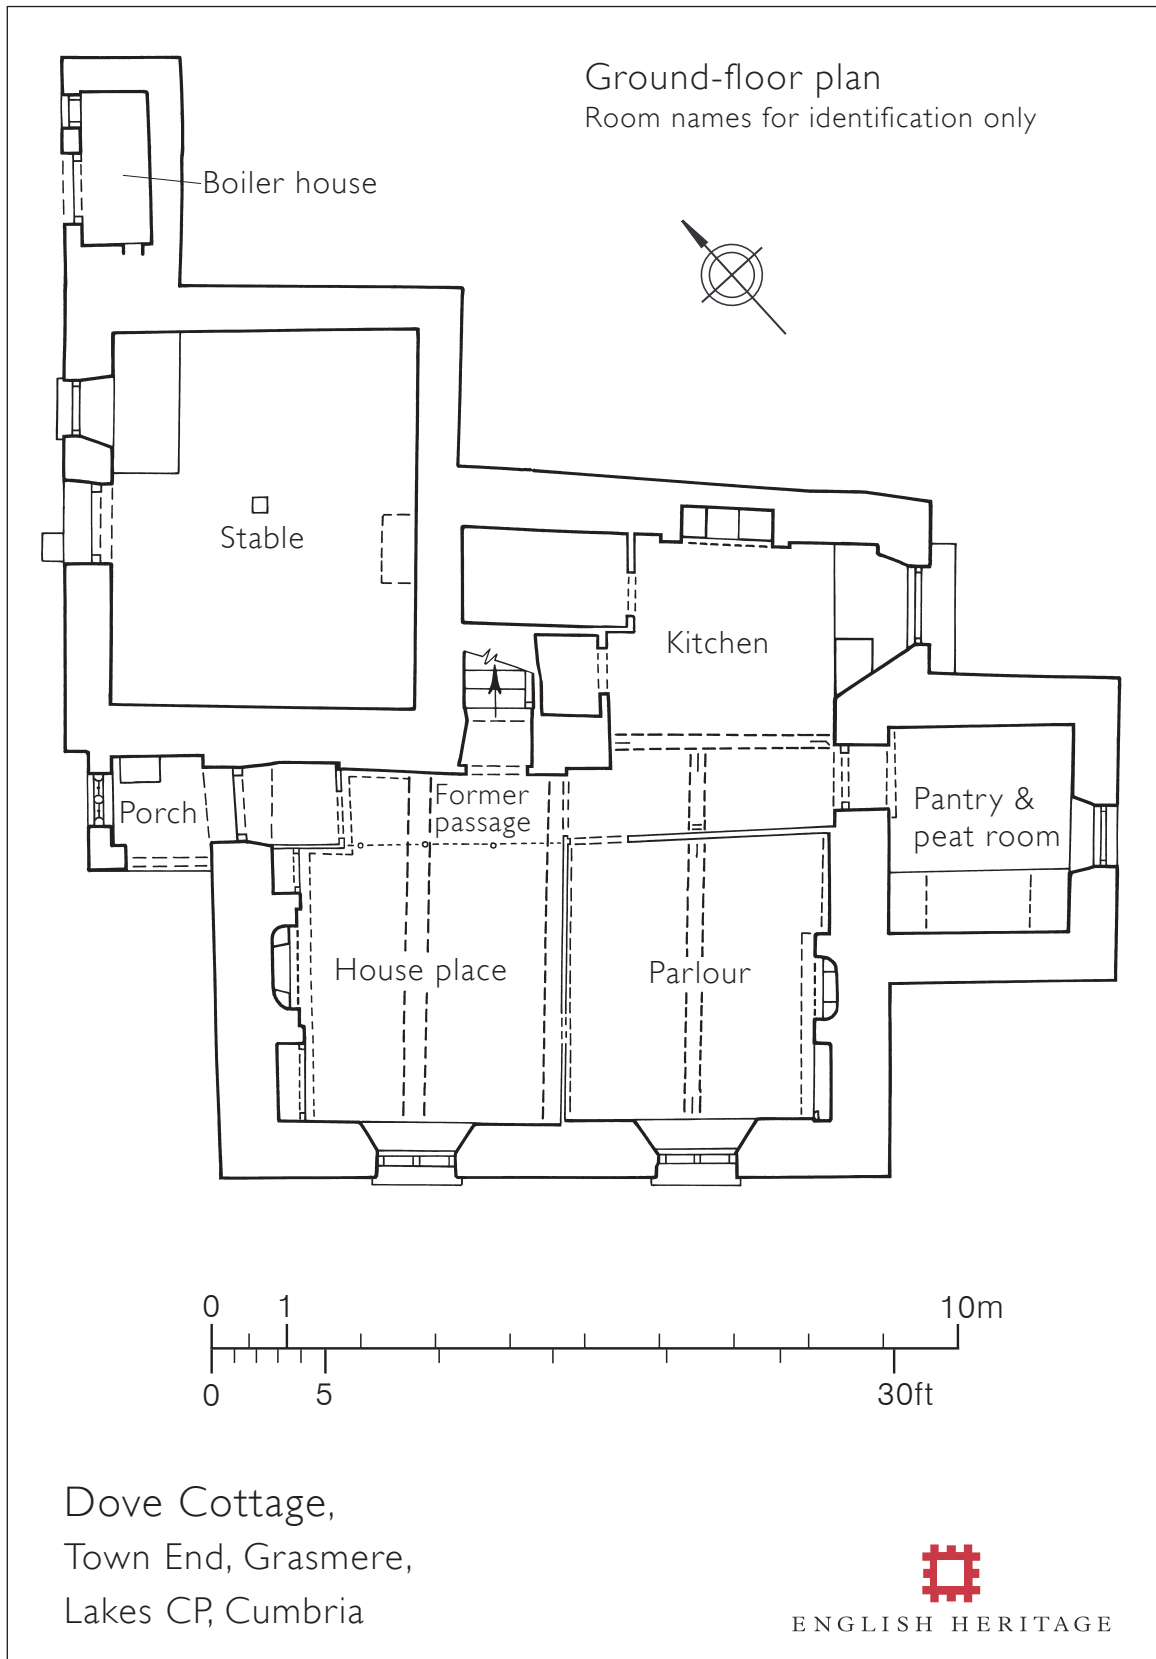 Ground-floor plan
Room names for identification only
Boiler house
Stable
Kitchen
Former
passage
Porch
Pantry &
peat room
House place
Parlour
0 1 10m
0 5 30ft
Dove Cottage,
Town End, Grasmere,
Lakes CP, Cumbria
ENGLISH HERITAGE